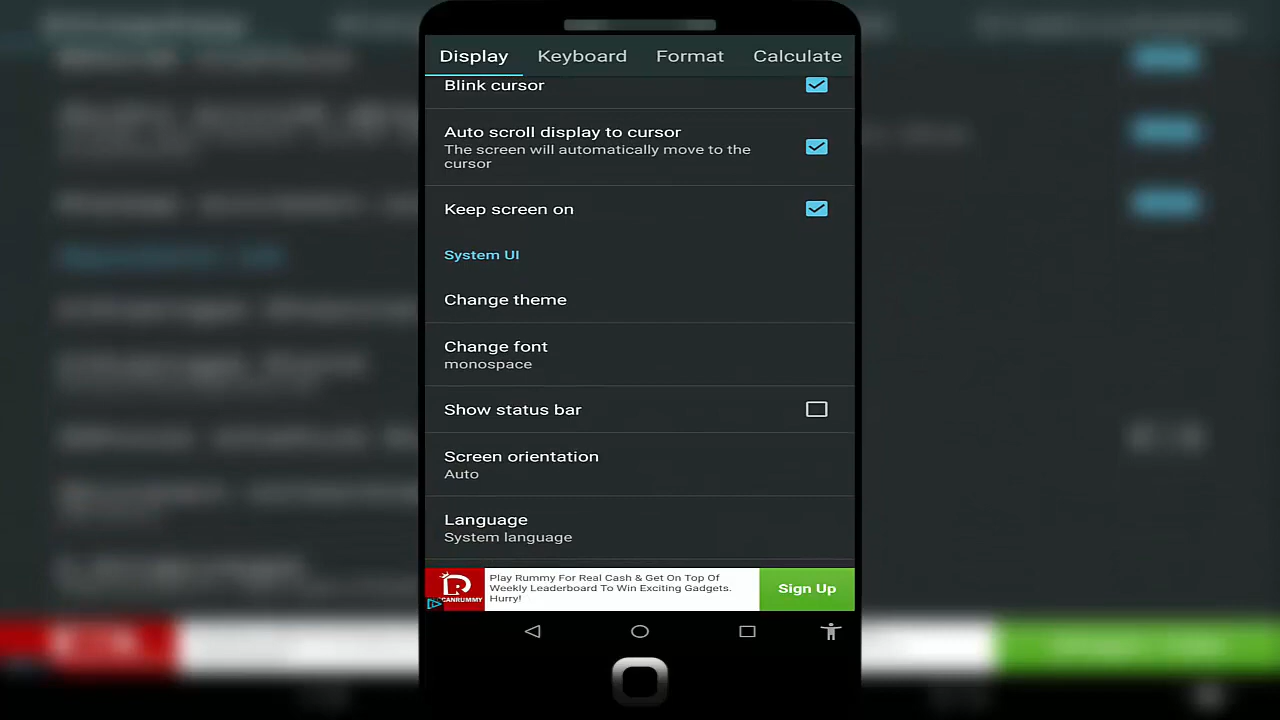 Display Keyboard Format Calculate
Blink cursor
Auto scroll display to cursor
The screen will automatically move to the
cursor
Keep screen on
System UI
Change theme
Change font
monospace
Show status bar
Screen orientation
Auto
Language
System language
Play Rummy For Real Cash & Get On Top Of
Weekly Leaderboard To Win Exciting Gadgets.
Hurry!
CANRUMMY
Sign Up